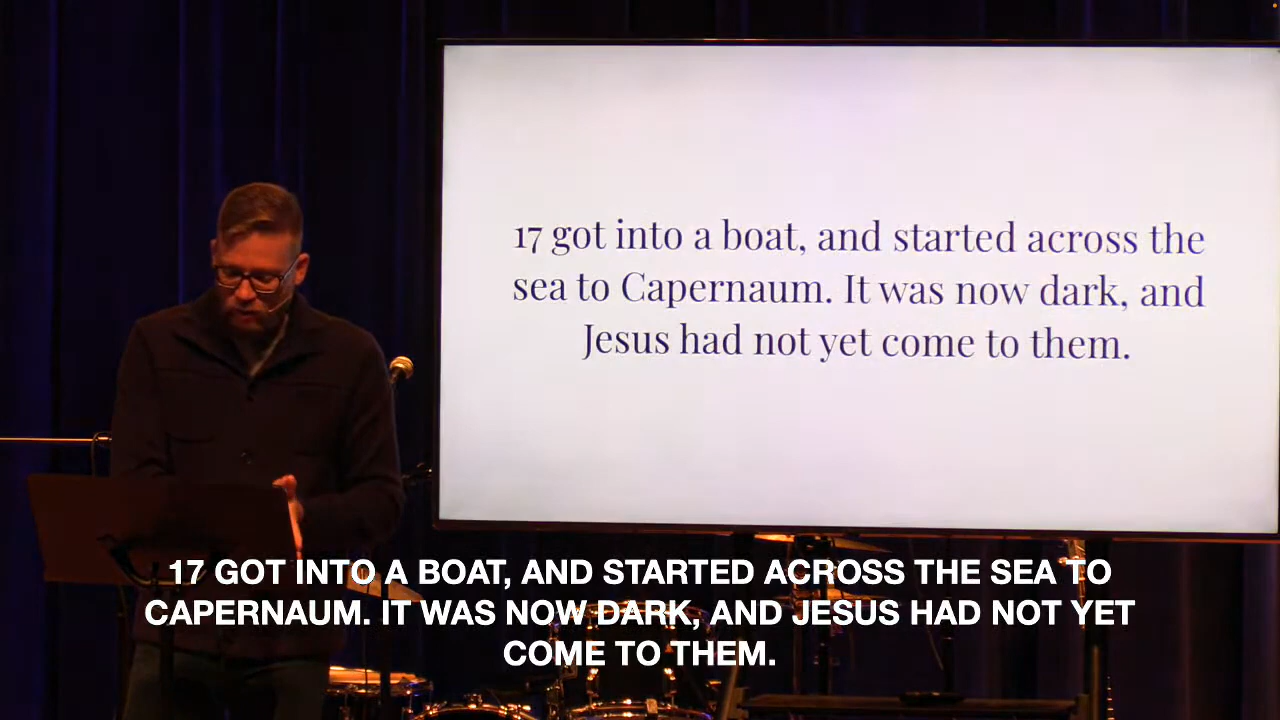 17 got into a boat, and started across the
sea to Capernaum. It was now dark, and
Jesus had not yet come to them.
17 GOT INTO A BOAT, AND STARTED ACROSS THE SEA TO
CAPERNAUM. IT WAS NOW DARK, AND JESUS HAD NOT YET
COME TO THEM.